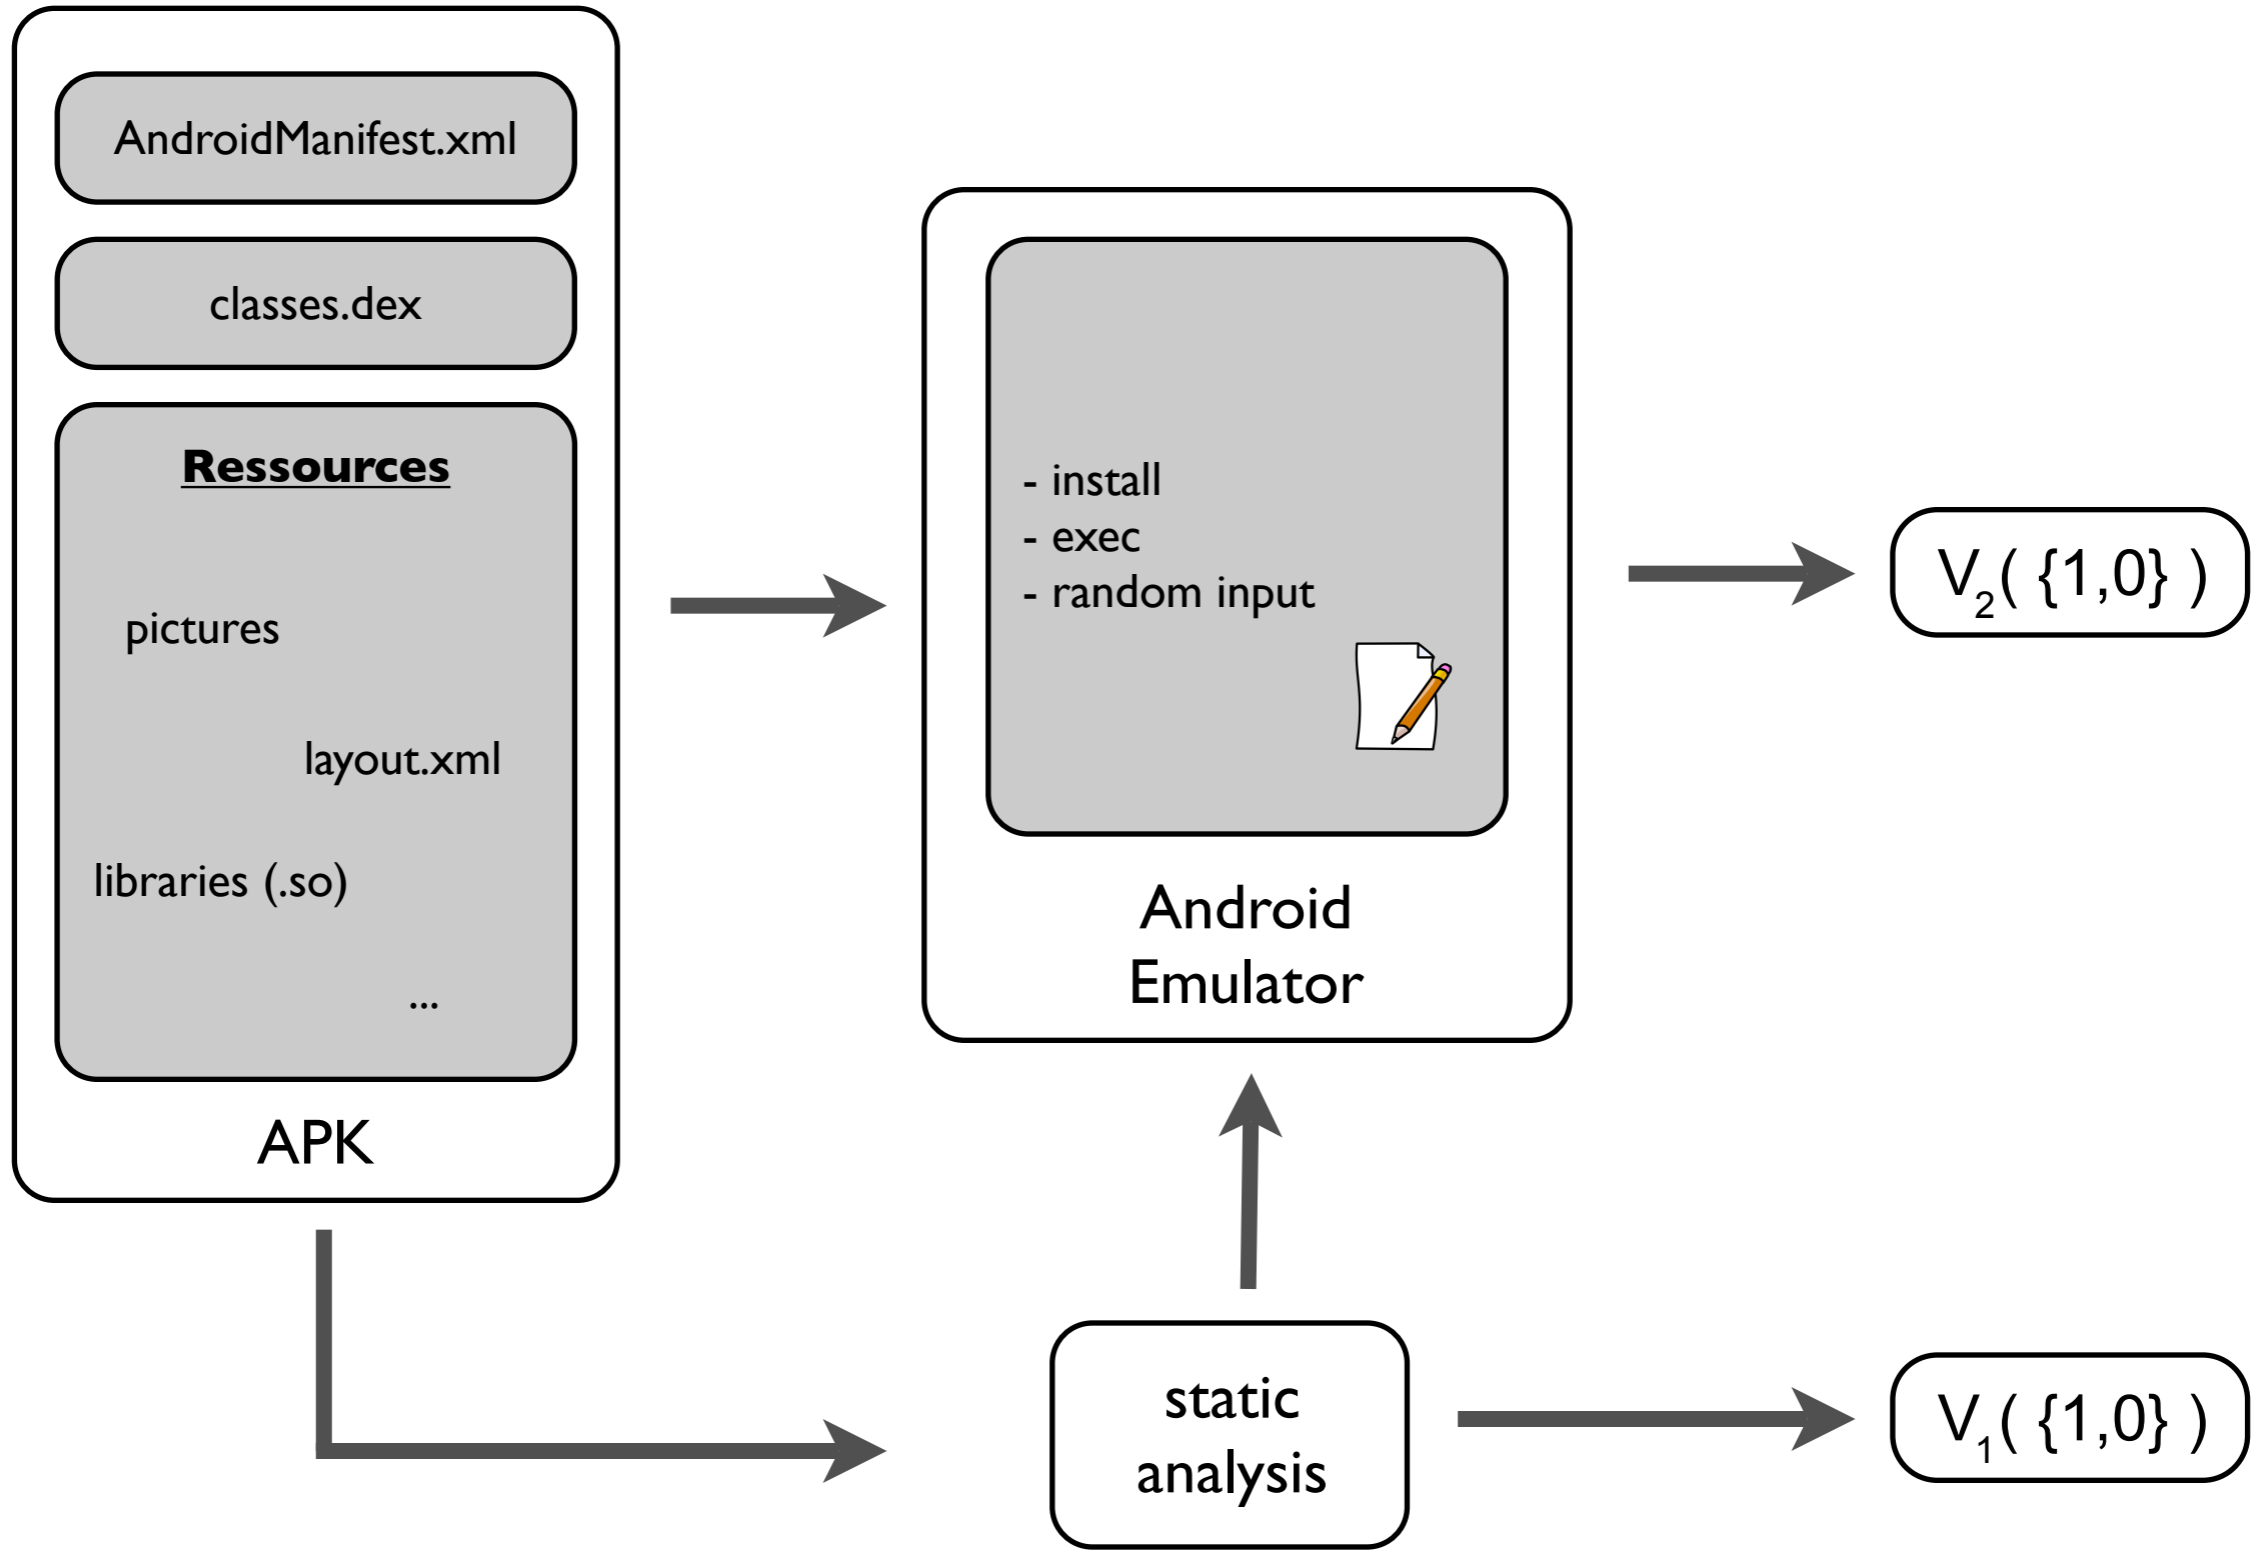 AndroidManifest.xml
classes.dex
Ressources
pictures
layout.xml
libraries (.so)
...
APK
- install
- exec
- random input
Android
Emulator
static
analysis
V₂( {1,0} )
V₁( {1,0} )